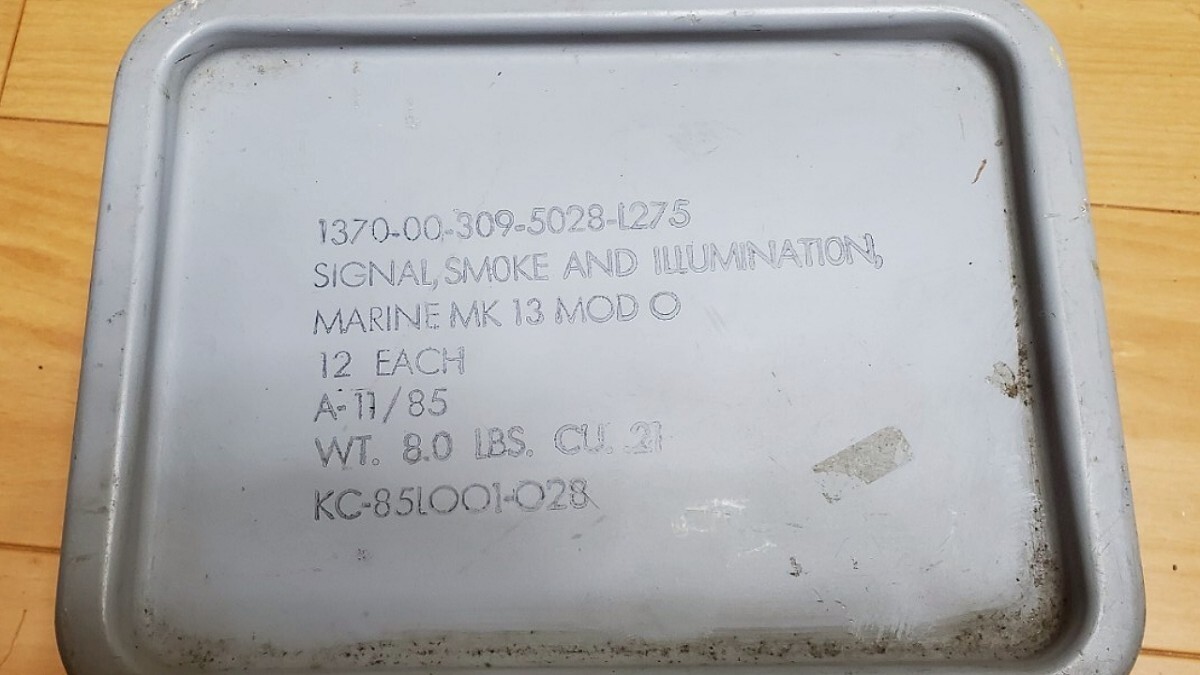 1370-00-309-5028-L275
SIGNAL, SMOKE AND ILLUMINATION,
MARINE MK 13 MOD O
12 EACH
A-11/85
WT. 8.0 LBS. CU. .21
KC-85L001-028